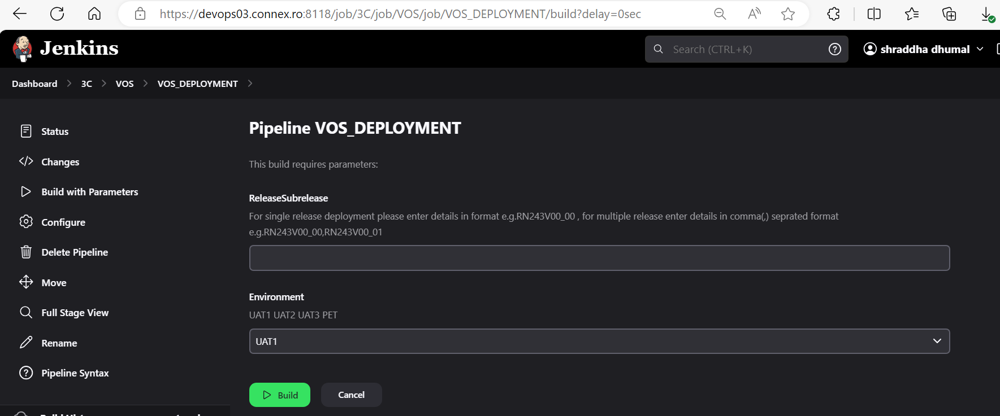 https://devops03.connex.ro:8118/job/3C/job/VOS/job/VOS_DEPLOYMENT/build?delay=0sec
Jenkins
Search (CTRL+K)
shraddha dhumal
Dashboard
3C
VOS
VOS_DEPLOYMENT
Status
Changes
Build with Parameters
Configure
Delete Pipeline
Move
Full Stage View
Rename
Pipeline Syntax
Pipeline VOS_DEPLOYMENT
This build requires parameters:
ReleaseSubrelease
For single release deployment please enter details in format e.g.RN243V00_00 , for multiple release enter details in comma(,) seprated format
e.g.RN243V00_00,RN243V00_01
Environment
UAT1 UAT2 UAT3 PET
UAT1
Build
Cancel